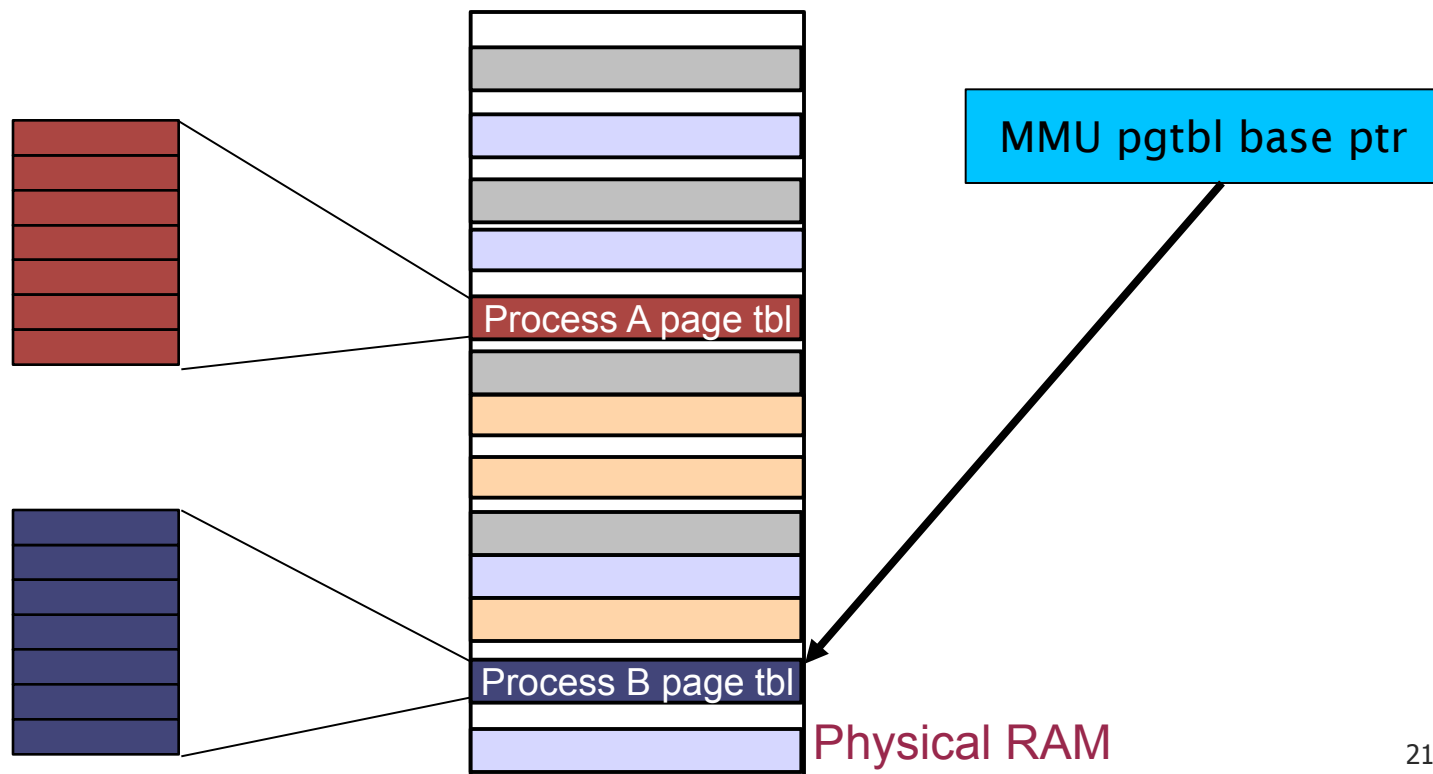 MMU pgtbl base ptr
Process A page tbl
Process B page tbl
Physical RAM
21